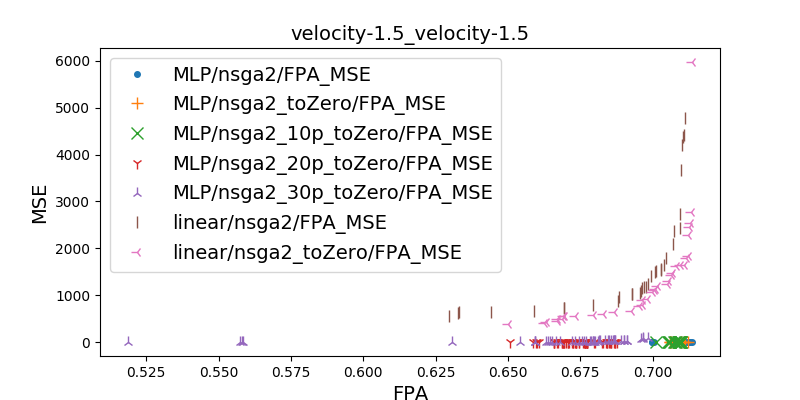 velocity-1.5_velocity-1.5
MSE
6000
5000
4000
3000
2000
1000
0
MLP/nsga2/FPA_MSE
MLP/nsga2_toZero/FPA_MSE
MLP/nsga2_10p_toZero/FPA_MSE
MLP/nsga2_20p_toZero/FPA_MSE
MLP/nsga2_30p_toZero/FPA_MSE
linear/nsga2/FPA_MSE
linear/nsga2_toZero/FPA_MSE
0.525 0.550 0.575 0.600 0.625 0.650 0.675 0.700
FPA